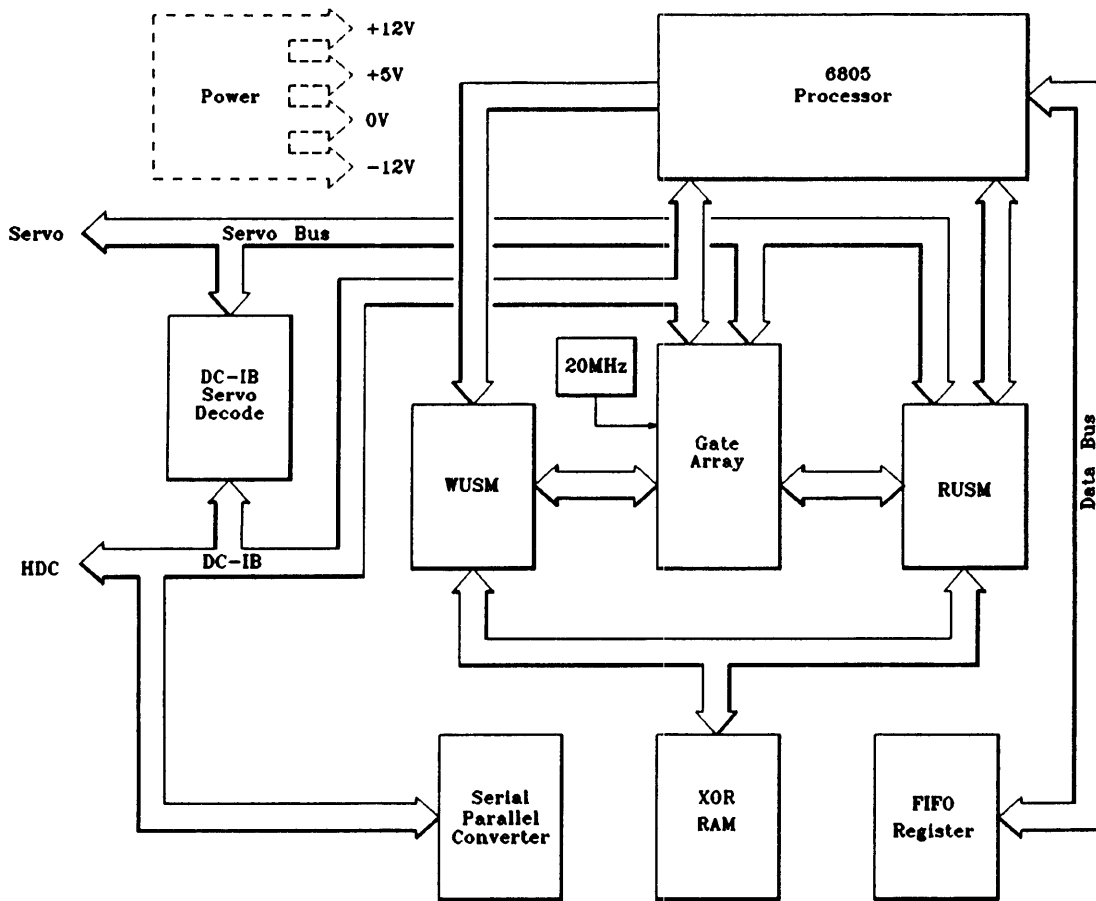 +12V
+5V
Power
0V
-12V
6805
Processor
Servo
Servo Bus
DC-IB
Servo
Decode
20MHz
Gate
Array
WUSM
RUSM
Data Bus
HDC
DC-IB
Serial
Parallel
Converter
XOR
RAM
FIFO
Register